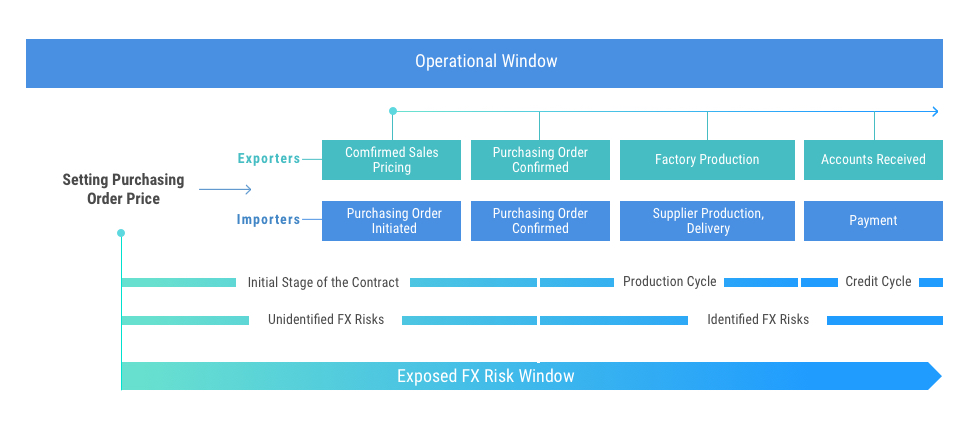 Operational Window
Exporters
Comfirmed Sales
Pricing
Purchasing Order
Confirmed
Factory Production
Accounts Received
Setting Purchasing
Order Price
Importers
Purchasing Order
Initiated
Purchasing Order
Confirmed
Supplier Production,
Delivery
Payment
Initial Stage of the Contract
Production Cycle
Credit Cycle
Unidentified FX Risks
Identified FX Risks
Exposed FX Risk Window